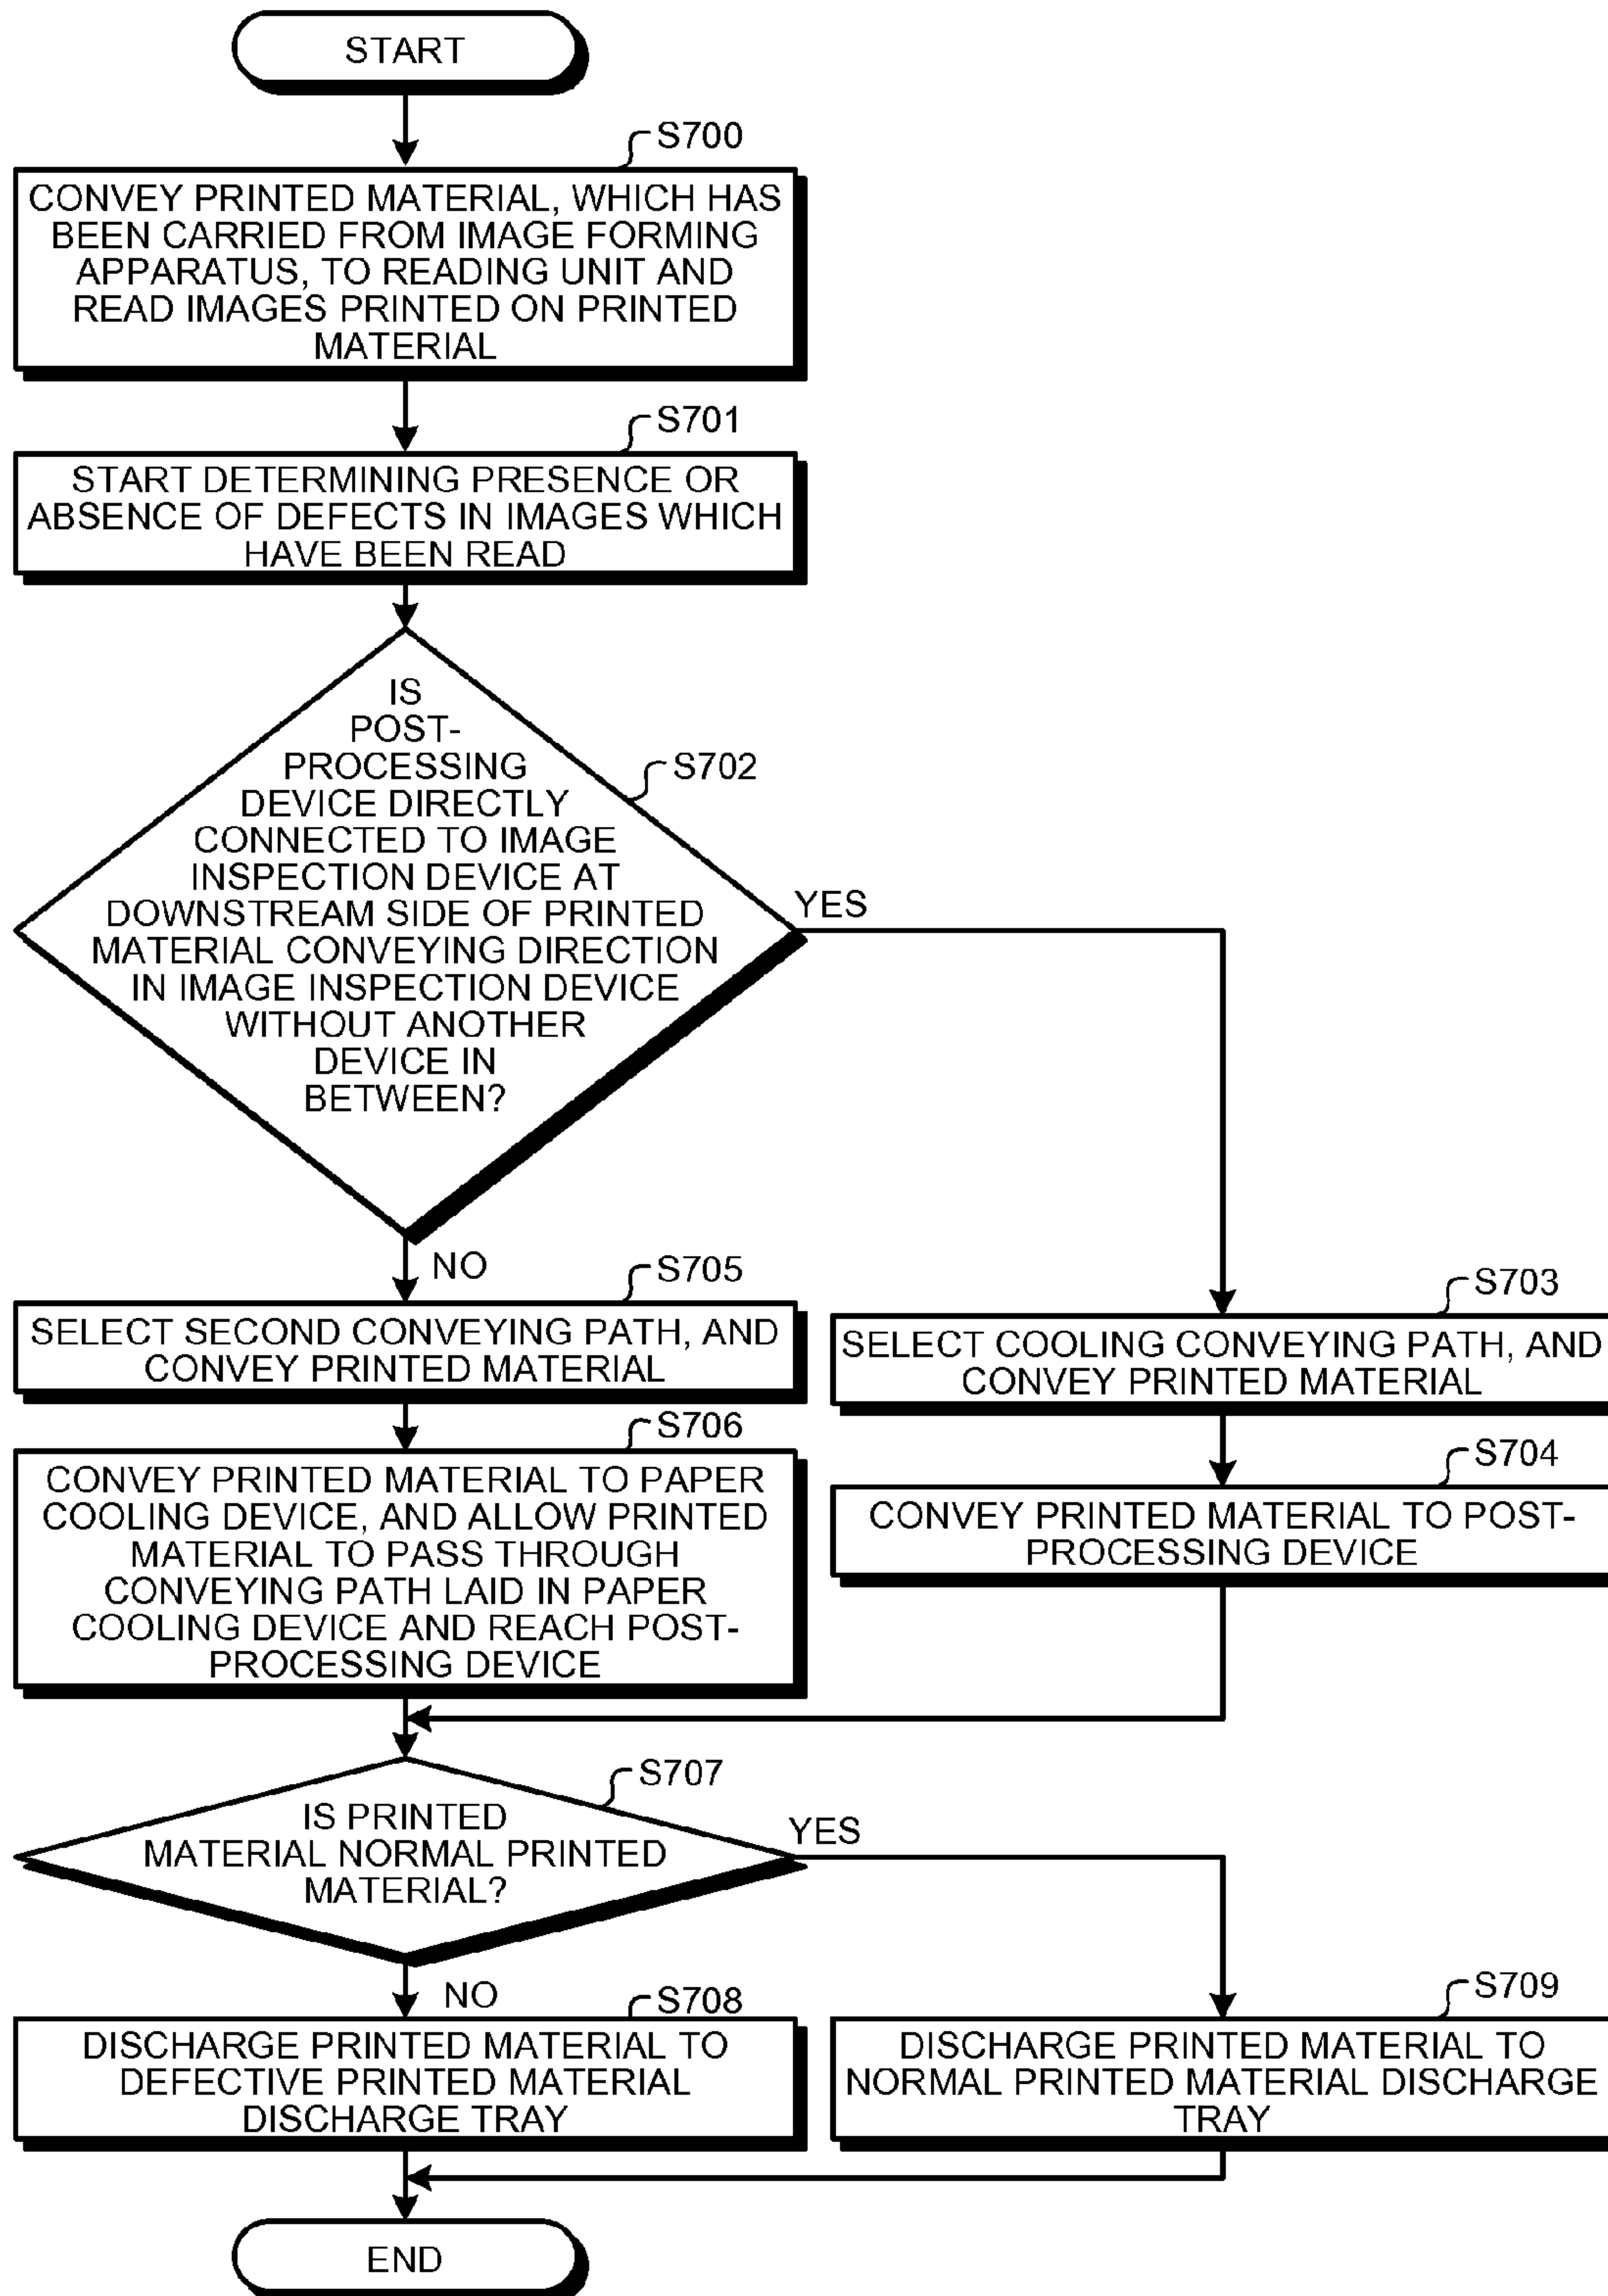 START
S700
CONVEY PRINTED MATERIAL, WHICH HAS
BEEN CARRIED FROM IMAGE FORMING
APPARATUS, TO READING UNIT AND
READ IMAGES PRINTED ON PRINTED
MATERIAL
S701
START DETERMINING PRESENCE OR
ABSENCE OF DEFECTS IN IMAGES WHICH
HAVE BEEN READ
S702
IS
POST-
PROCESSING
DEVICE DIRECTLY
CONNECTED TO IMAGE
INSPECTION DEVICE AT
DOWNSTREAM SIDE OF PRINTED
MATERIAL CONVEYING DIRECTION
IN IMAGE INSPECTION DEVICE
WITHOUT ANOTHER
DEVICE IN
BETWEEN?
YES
NO
S705
SELECT SECOND CONVEYING PATH, AND
CONVEY PRINTED MATERIAL
S703
SELECT COOLING CONVEYING PATH, AND
CONVEY PRINTED MATERIAL
S706
CONVEY PRINTED MATERIAL TO PAPER
COOLING DEVICE, AND ALLOW PRINTED
MATERIAL TO PASS THROUGH
CONVEYING PATH LAID IN PAPER
COOLING DEVICE AND REACH POST-
PROCESSING DEVICE
S704
CONVEY PRINTED MATERIAL TO POST-
PROCESSING DEVICE
S707
IS PRINTED
MATERIAL NORMAL PRINTED
MATERIAL?
YES
NO
S708
DISCHARGE PRINTED MATERIAL TO
DEFECTIVE PRINTED MATERIAL
DISCHARGE TRAY
S709
DISCHARGE PRINTED MATERIAL TO
NORMAL PRINTED MATERIAL DISCHARGE
TRAY
END